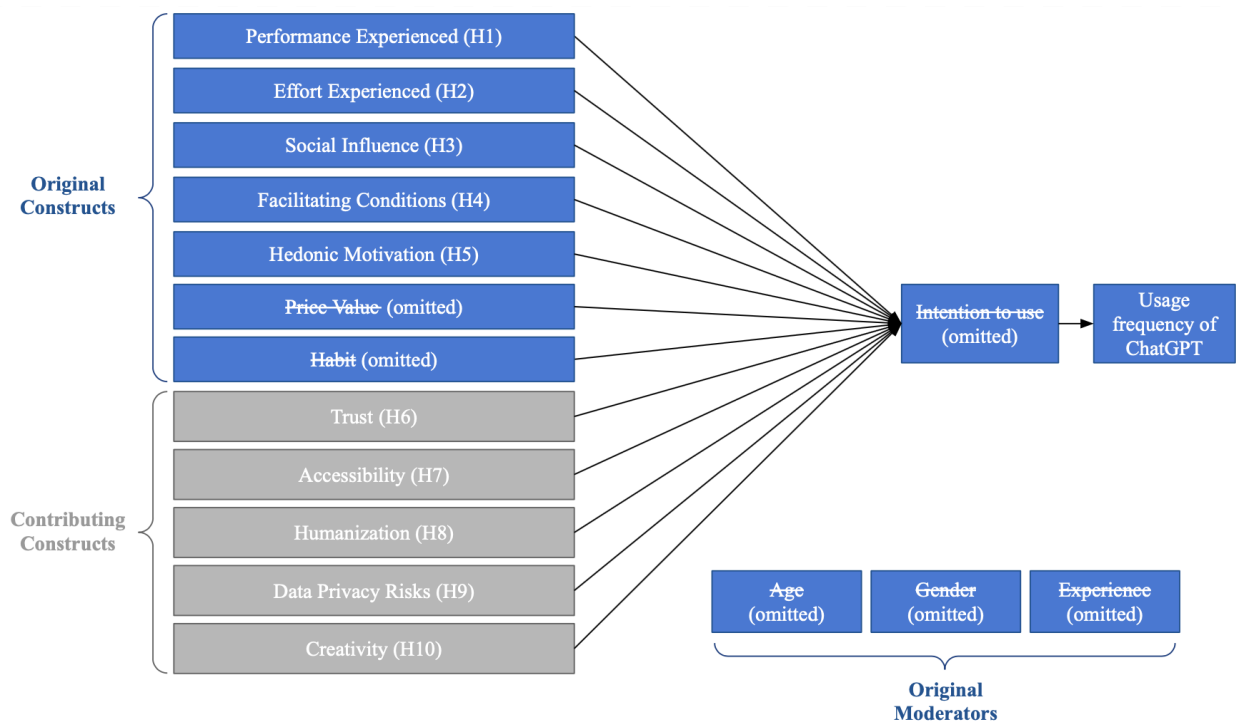 Performance Experienced (H1)
Effort Experienced (H2)
Social Influence (H3)
Original
Constructs
Facilitating Conditions (H4)
Hedonic Motivation (H5)
Price Value (omitted)
Habit (omitted)
Intention to use
(omitted)
Usage
frequency of
ChatGPT
Trust (H6)
Accessibility (H7)
Contributing
Constructs
Humanization (H8)
Data Privacy Risks (H9)
Creativity (H10)
Age
(omitted)
Gender
(omitted)
Experience
(omitted)
Original
Moderators